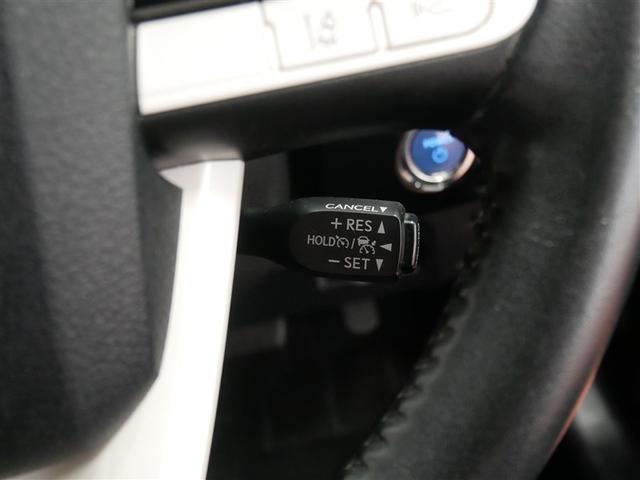 CANCEL
+ RES
HOLD /
− SET